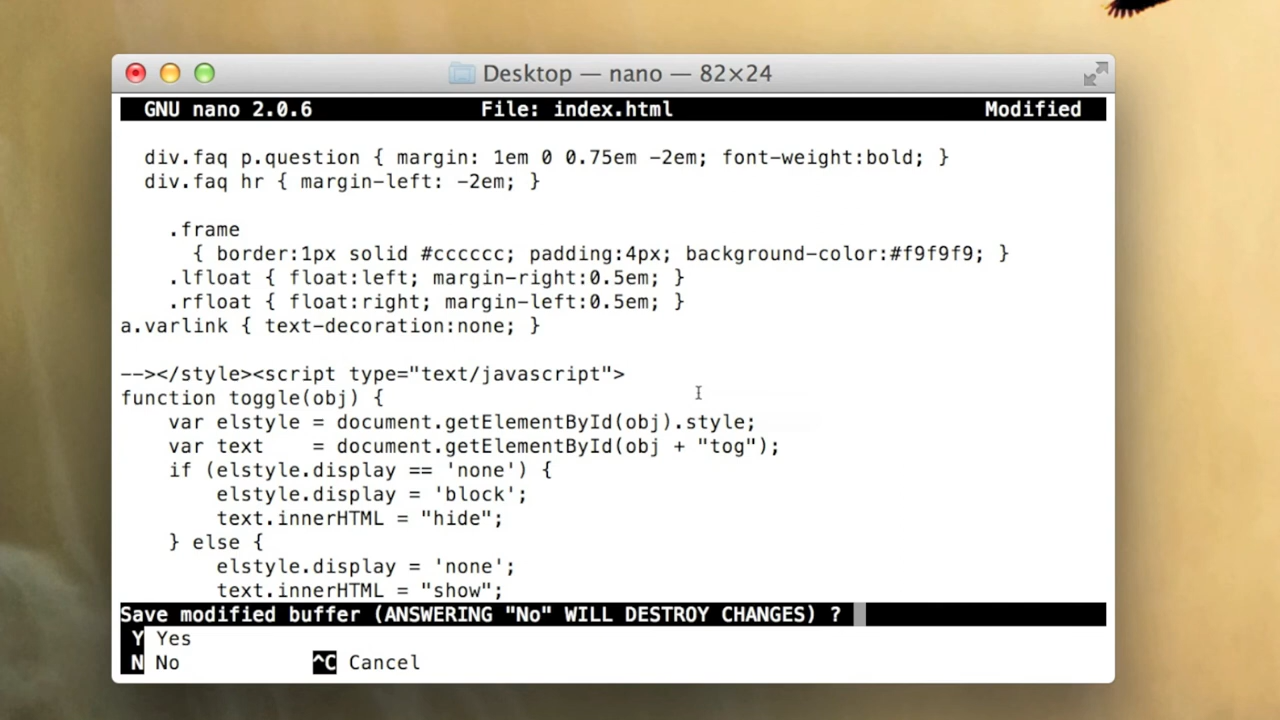 Desktop — nano — 82×24
GNU nano 2.0.6 File: index.html Modified
div.faq p.question { margin: 1em 0 0.75em -2em; font-weight:bold; }
div.faq hr { margin-left: -2em; }
.frame
{ border:1px solid #cccccc; padding:4px; background-color:#f9f9f9; }
.lfloat { float:left; margin-right:0.5em; }
.rfloat { float:right; margin-left:0.5em; }
a.varlink { text-decoration:none; }
--></style><script type="text/javascript">
function toggle(obj) {
var elstyle = document.getElementById(obj).style;
var text    = document.getElementById(obj + "tog");
if (elstyle.display == 'none') {
elstyle.display = 'block';
text.innerHTML = "hide";
} else {
elstyle.display = 'none';
text.innerHTML = "show";
Save modified buffer (ANSWERING "No" WILL DESTROY CHANGES) ?
Y Yes
N No ^C Cancel